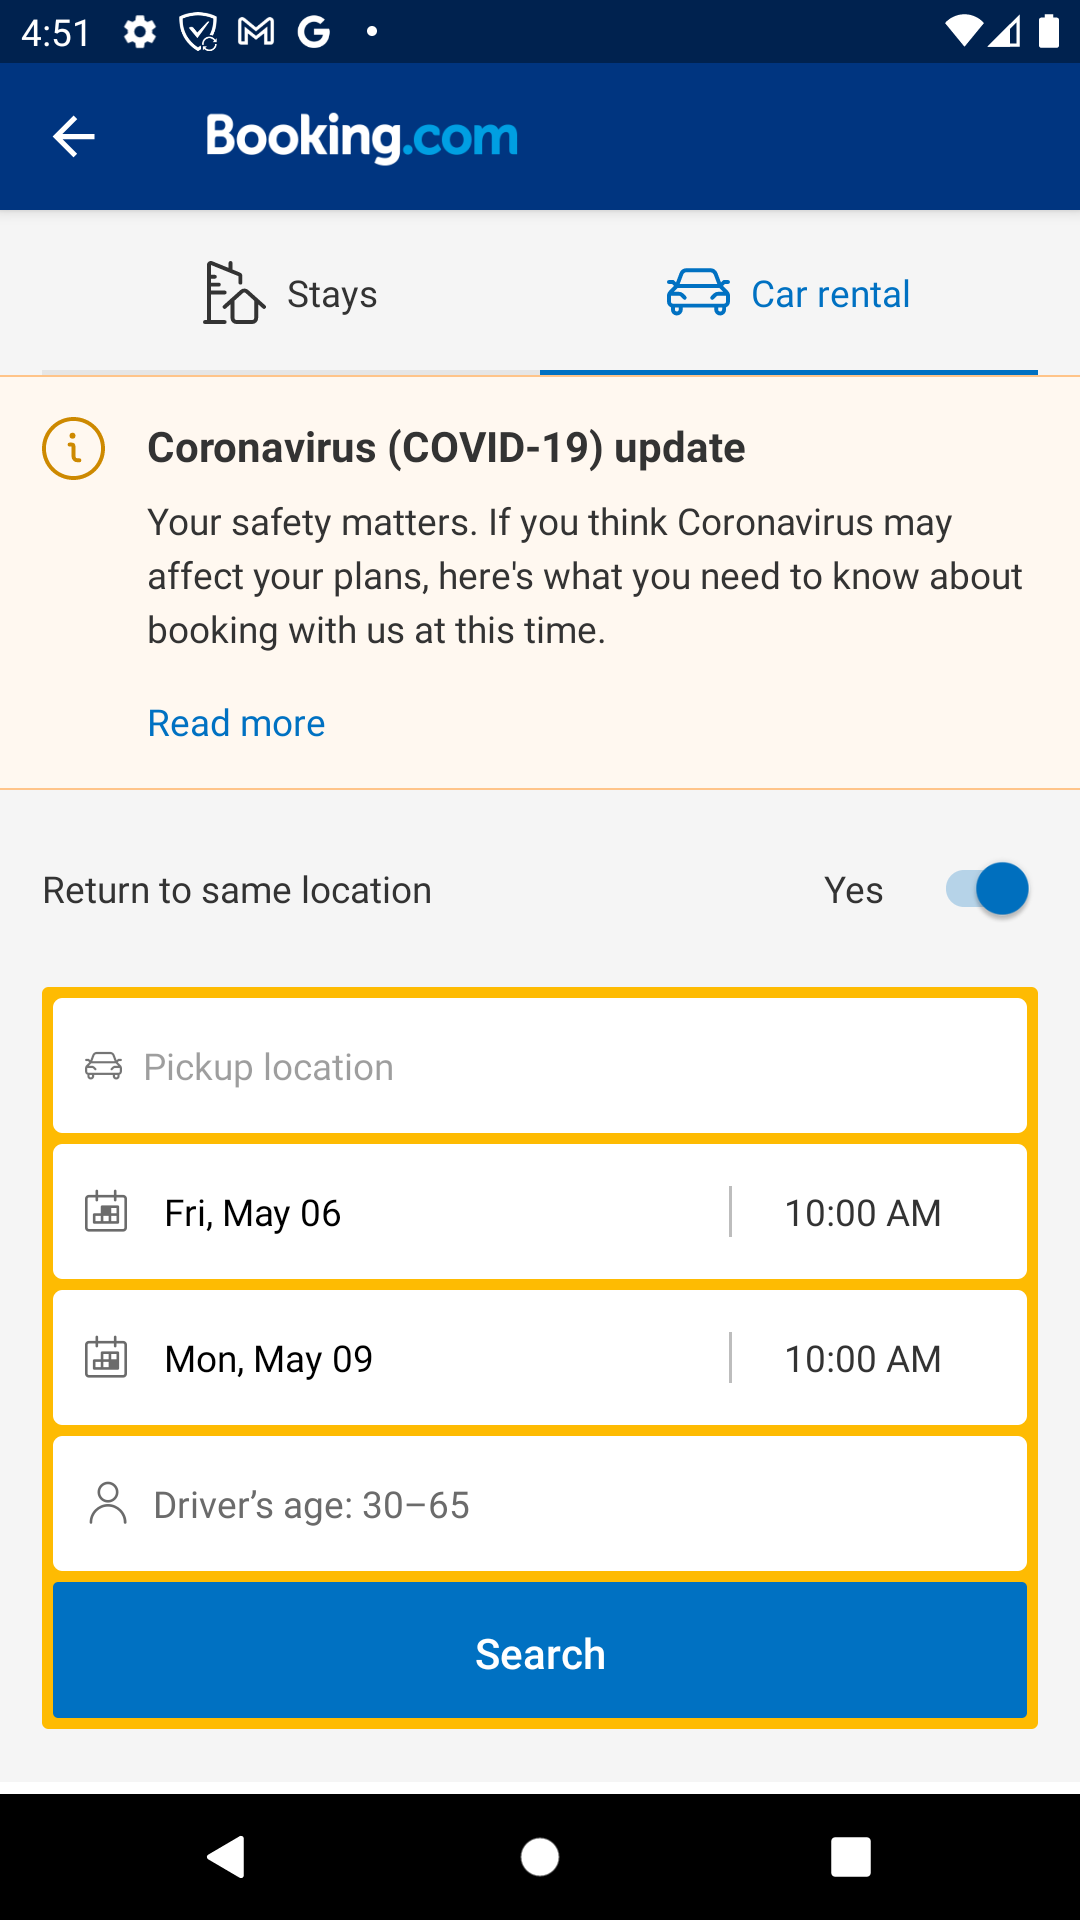 4:51
Booking.com
Stays
Car rental
Coronavirus (COVID-19) update
Your safety matters. If you think Coronavirus may
affect your plans, here's what you need to know about
booking with us at this time.
Read more
Return to same location
Yes
Pickup location
Fri, May 06
10:00 AM
Mon, May 09
10:00 AM
Driver’s age: 30–65
Search